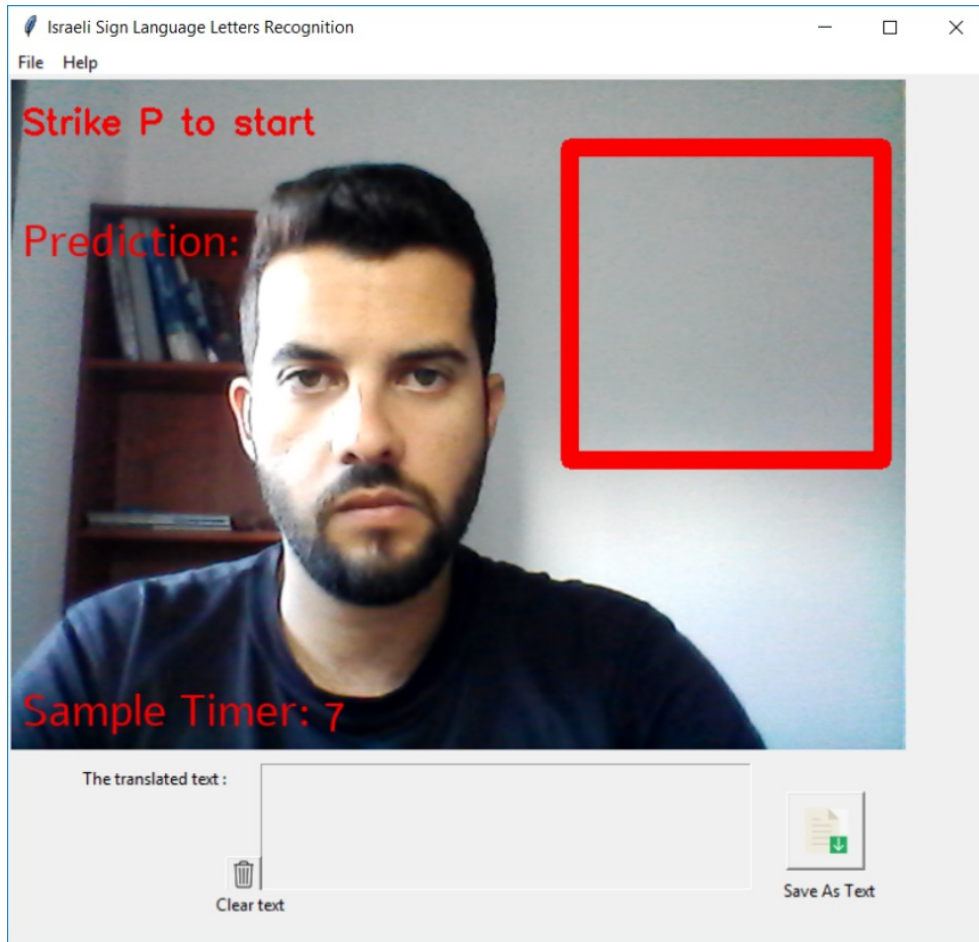 Israeli Sign Language Letters Recognition
File Help
Strike P to start
Prediction:
Sample Timer: 7
The translated text :
Clear text
Save As Text